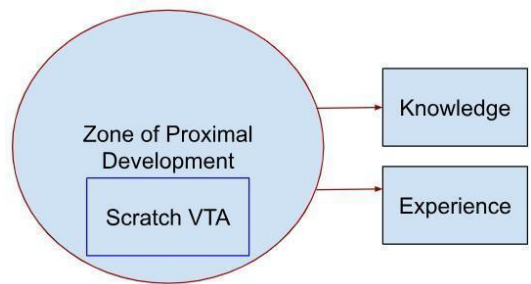 Zone of Proximal
Development
Scratch VTA
Knowledge
Experience